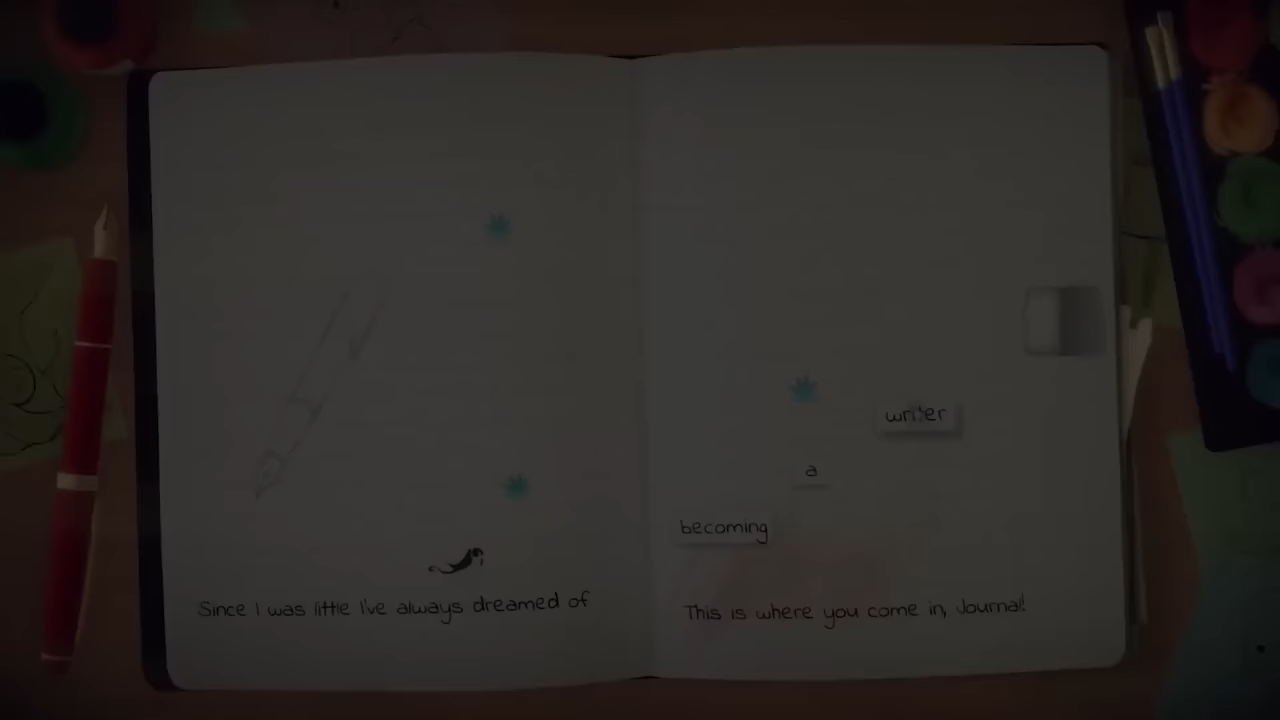 Since I was little I've always dreamed of
becoming
a
writer
This is where you come in, Journal!